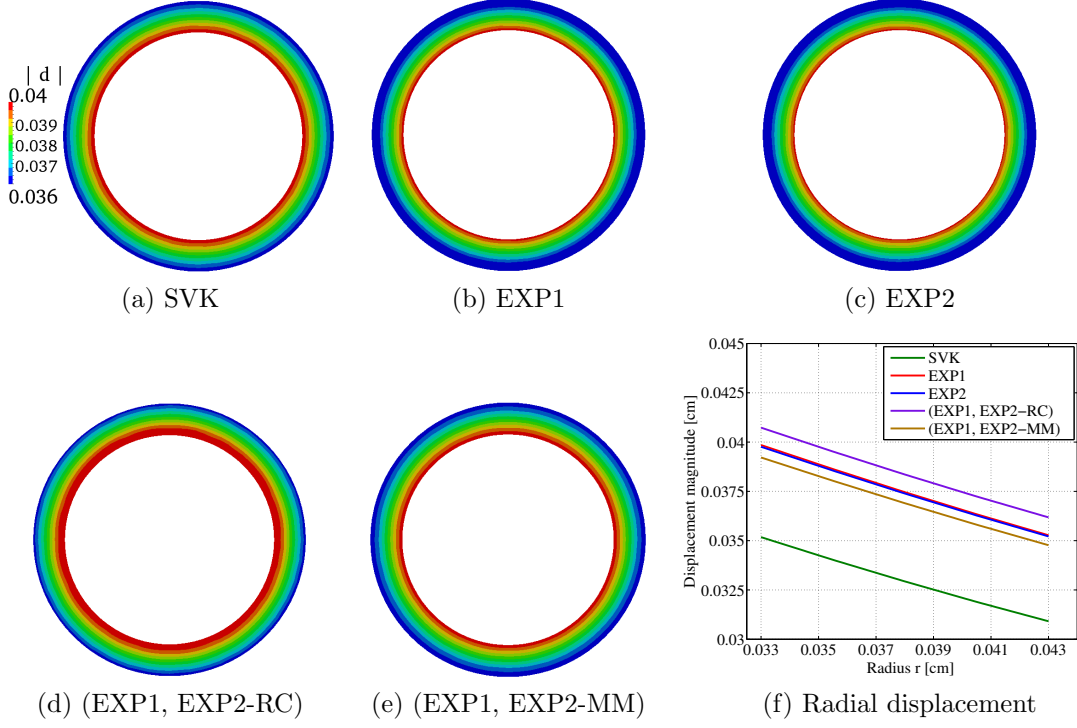 | d |
0.04
0.039
0.038
0.037
0.036
(a) SVK
(b) EXP1
(c) EXP2
(d) (EXP1, EXP2-RC)
(e) (EXP1, EXP2-MM)
0.045
0.0425
0.04
0.0375
0.035
0.0325
0.03
Displacement magnitude [cm]
SVK
EXP1
EXP2
(EXP1, EXP2−RC)
(EXP1, EXP2−MM)
0.033 0.035 0.037 0.039 0.041 0.043
Radius r [cm]
(f) Radial displacement